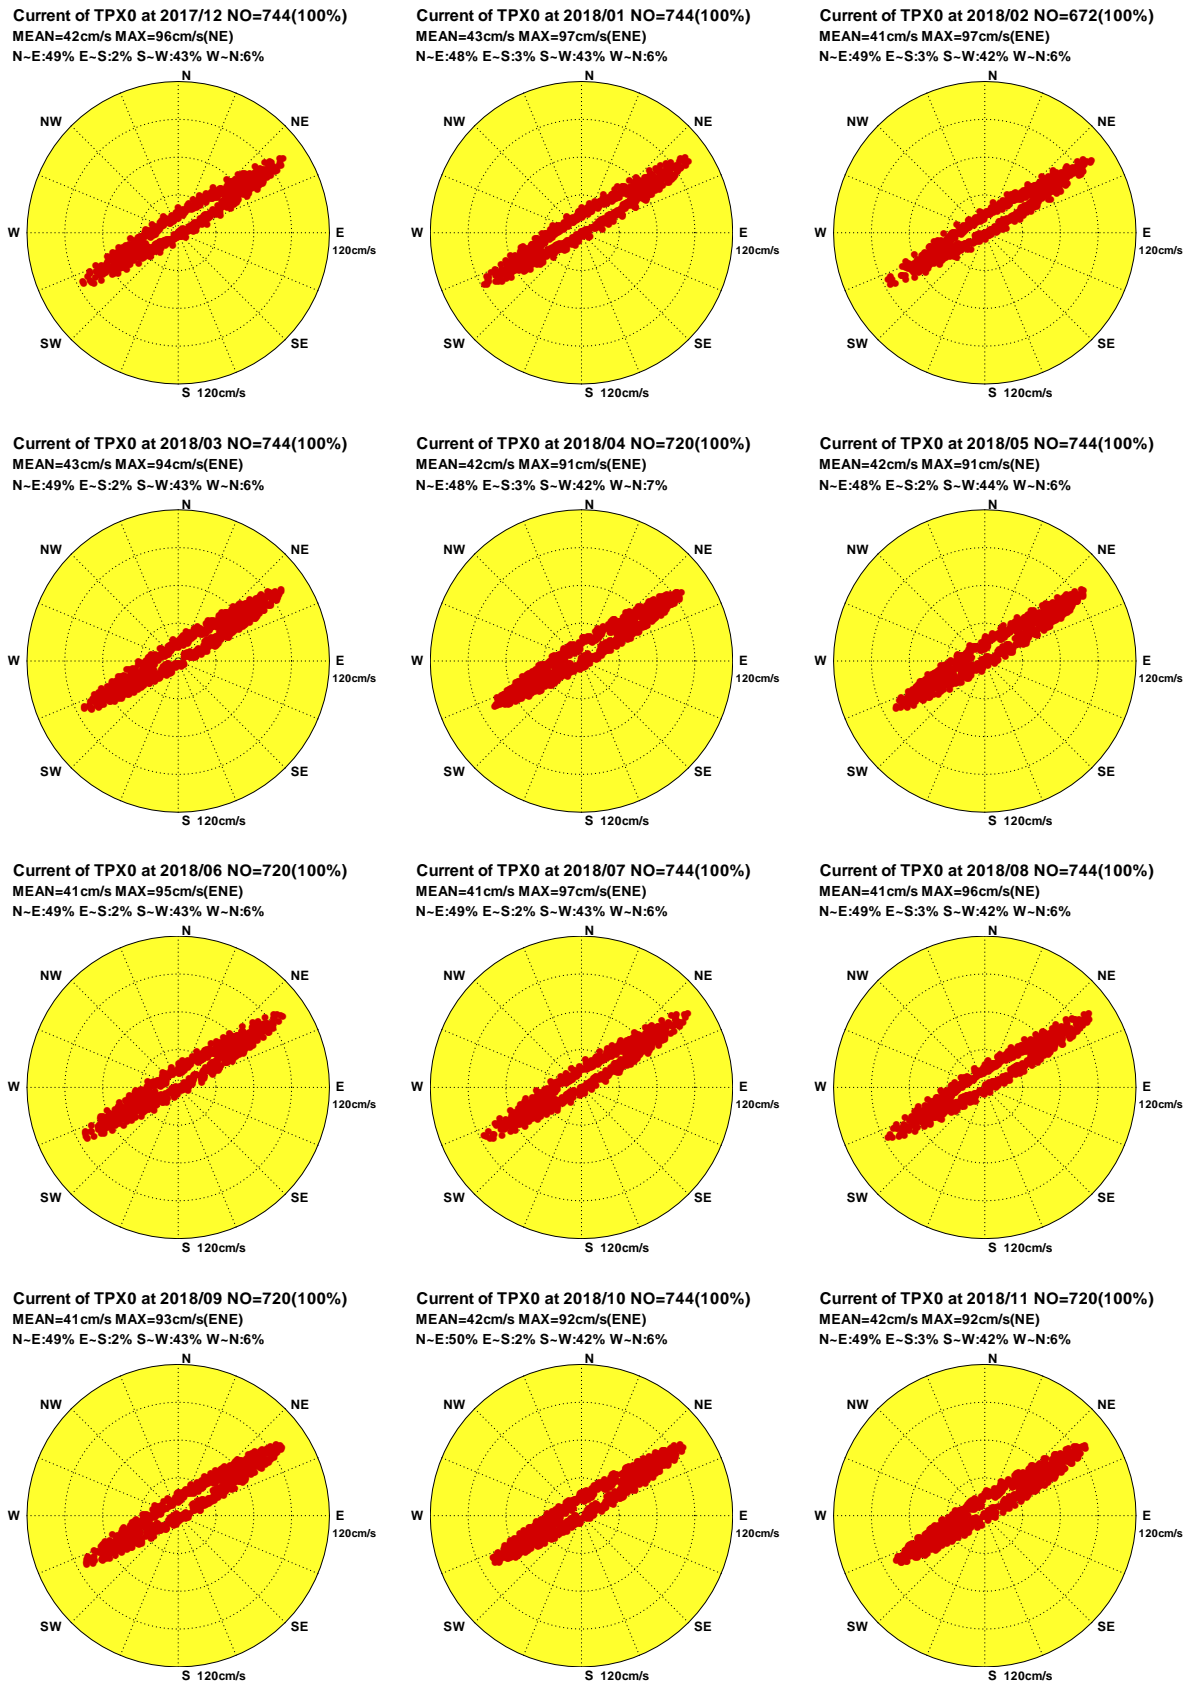 Current of TPX0 at 2017/12 NO=744(100%)
MEAN=42cm/s MAX=96cm/s(NE)
N~E:49% E~S:2% S~W:43% W~N:6%
N
NW
NE
W
E
120cm/s
SW
SE
S 120cm/s
Current of TPX0 at 2018/01 NO=744(100%)
MEAN=43cm/s MAX=97cm/s(ENE)
N~E:48% E~S:3% S~W:43% W~N:6%
N
NW
NE
W
E
120cm/s
SW
SE
S 120cm/s
Current of TPX0 at 2018/02 NO=672(100%)
MEAN=41cm/s MAX=97cm/s(ENE)
N~E:49% E~S:3% S~W:42% W~N:6%
N
NW
NE
W
E
120cm/s
SW
SE
S 120cm/s
Current of TPX0 at 2018/03 NO=744(100%)
MEAN=43cm/s MAX=94cm/s(ENE)
N~E:49% E~S:2% S~W:43% W~N:6%
N
NW
NE
W
E
120cm/s
SW
SE
S 120cm/s
Current of TPX0 at 2018/04 NO=720(100%)
MEAN=42cm/s MAX=91cm/s(ENE)
N~E:48% E~S:3% S~W:42% W~N:7%
N
NW
NE
W
E
120cm/s
SW
SE
S 120cm/s
Current of TPX0 at 2018/05 NO=744(100%)
MEAN=42cm/s MAX=91cm/s(NE)
N~E:48% E~S:2% S~W:44% W~N:6%
N
NW
NE
W
E
120cm/s
SW
SE
S 120cm/s
Current of TPX0 at 2018/06 NO=720(100%)
MEAN=41cm/s MAX=95cm/s(ENE)
N~E:49% E~S:2% S~W:43% W~N:6%
N
NW
NE
W
E
120cm/s
SW
SE
S 120cm/s
Current of TPX0 at 2018/07 NO=744(100%)
MEAN=41cm/s MAX=97cm/s(ENE)
N~E:49% E~S:2% S~W:43% W~N:6%
N
NW
NE
W
E
120cm/s
SW
SE
S 120cm/s
Current of TPX0 at 2018/08 NO=744(100%)
MEAN=41cm/s MAX=96cm/s(NE)
N~E:49% E~S:3% S~W:42% W~N:6%
N
NW
NE
W
E
120cm/s
SW
SE
S 120cm/s
Current of TPX0 at 2018/09 NO=720(100%)
MEAN=41cm/s MAX=93cm/s(ENE)
N~E:49% E~S:2% S~W:43% W~N:6%
N
NW
NE
W
E
120cm/s
SW
SE
S 120cm/s
Current of TPX0 at 2018/10 NO=744(100%)
MEAN=42cm/s MAX=92cm/s(ENE)
N~E:50% E~S:2% S~W:42% W~N:6%
N
NW
NE
W
E
120cm/s
SW
SE
S 120cm/s
Current of TPX0 at 2018/11 NO=720(100%)
MEAN=42cm/s MAX=92cm/s(NE)
N~E:49% E~S:3% S~W:42% W~N:6%
N
NW
NE
W
E
120cm/s
SW
SE
S 120cm/s